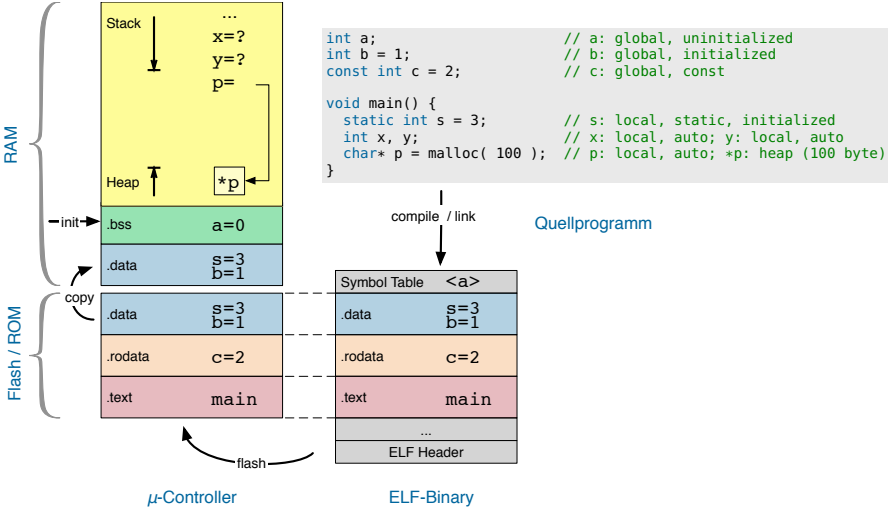 RAM
Stack
...
x=?
y=?
p=
*p
Heap
init
.bss a=0
.data s=3
b=1
copy
Flash / ROM
.data s=3
b=1
.rodata c=2
.text main
flash
µ-Controller
int a; // a: global, uninitialized
int b = 1; // b: global, initialized
const int c = 2; // c: global, const
void main() {
static int s = 3; // s: local, static, initialized
int x, y; // x: local, auto; y: local, auto
char* p = malloc( 100 ); // p: local, auto; *p: heap (100 byte)
}
compile / link
Quellprogramm
Symbol Table <a>
.data s=3
b=1
.rodata c=2
.text main
...
ELF Header
ELF-Binary